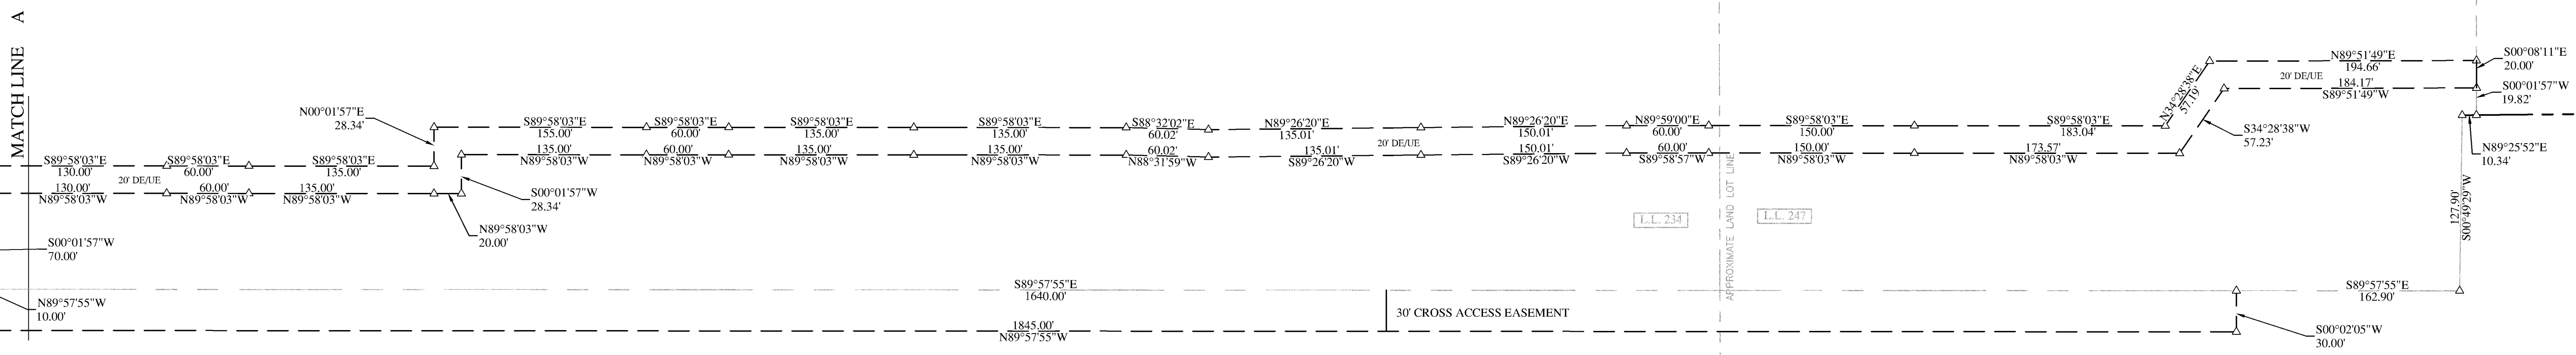 MATCH LINE A
S89°58'03"E
130.00'
130.00'
N89°58'03"W
20' DE/UE
S89°58'03"E
60.00'
60.00'
N89°58'03"W
S89°58'03"E
135.00'
135.00'
N89°58'03"W
N00°01'57"E
28.34'
S00°01'57"W
28.34'
N89°58'03"W
20.00'
S89°58'03"E
155.00'
135.00'
N89°58'03"W
S89°58'03"E
60.00'
60.00'
N89°58'03"W
S89°58'03"E
135.00'
135.00'
N89°58'03"W
S89°58'03"E
135.00'
135.00'
N89°58'03"W
S88°32'02"E
60.02'
60.02'
N88°31'59"W
N89°26'20"E
135.01'
135.01'
S89°26'20"W
20' DE/UE
N89°26'20"E
150.01'
150.01'
S89°26'20"W
N89°59'00"E
60.00'
60.00'
S89°58'57"W
S89°58'03"E
150.00'
150.00'
N89°58'03"W
S89°58'03"E
183.04'
173.57'
N89°58'03"W
N34°28'38"E
57.19'
S34°28'38"W
57.23'
N89°51'49"E
194.66'
20' DE/UE
184.17'
S89°51'49"W
S00°08'11"E
20.00'
S00°01'57"W
19.82'
N89°25'52"E
10.34'
127.90'
S00°49'29"W
L.L. 234
L.L. 247
APPROXIMATE LAND LOT LINE
S00°01'57"W
70.00'
N89°57'55"W
10.00'
S89°57'55"E
1640.00'
1845.00'
N89°57'55"W
30' CROSS ACCESS EASEMENT
S89°57'55"E
162.90'
S00°02'05"W
30.00'